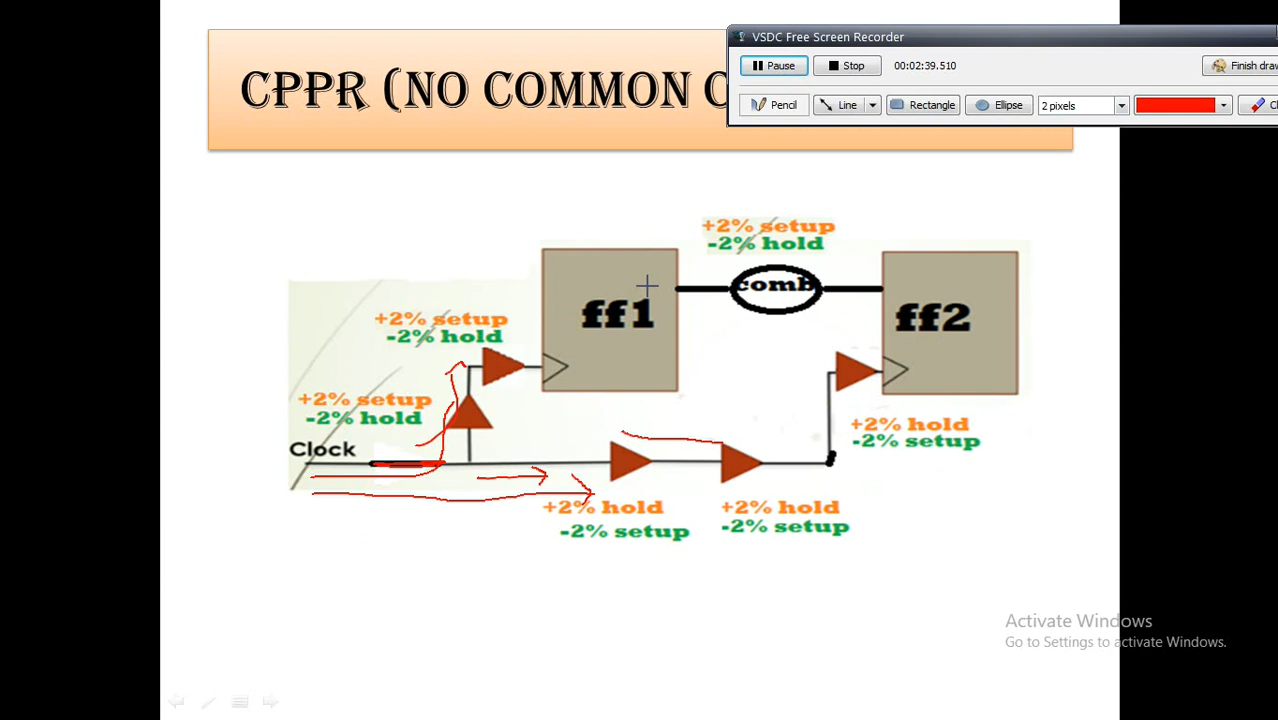 VSDC Free Screen Recorder
Pause
Stop
00:02:39.510
Finish draw
Pencil
Line
Rectangle
Ellipse
2 pixels
CPPR (NO COMMON
+2% setup
-2% hold
ff1
comb
ff2
+2% setup
-2% hold
+2% setup
-2% hold
Clock
+2% hold
-2% setup
+2% hold
-2% setup
+2% hold
-2% setup
Activate Windows
Go to Settings to activate Windows.